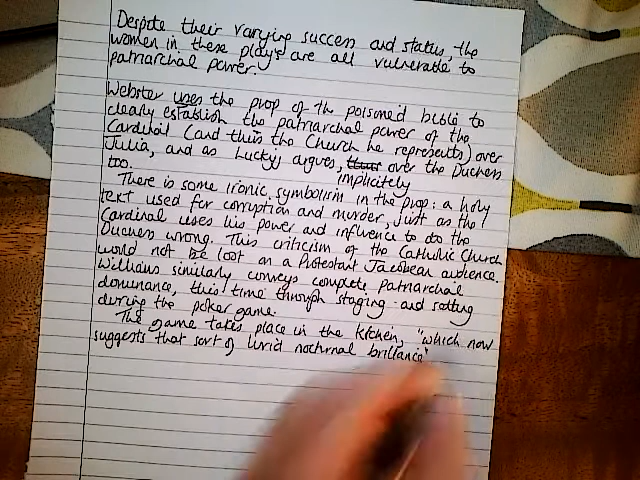 Despite their varying success and status, the
women in these plays are all vulnerable to
patriarchal power.
Webster uses the prop of the poisoned bible to
clearly establish the patriarchal power of the
Cardinal (and thus the Church he represents) over
Julia, and as Lucky argues, implicitly over the Duchess
too.
There is some ironic symbolism in the prop: a holy
text used for corruption and murder, just as the
Cardinal uses his power and influence to do the
Duchess wrong. This criticism of the Catholic Church
would not be lost on a Protestant Jacobean audience.
Williams similarly conveys complete patriarchal
dominance, this time through staging and setting
during the poker game.
The game takes place in the kitchen, "which now
suggests that sort of lurid nocturnal brilliance"